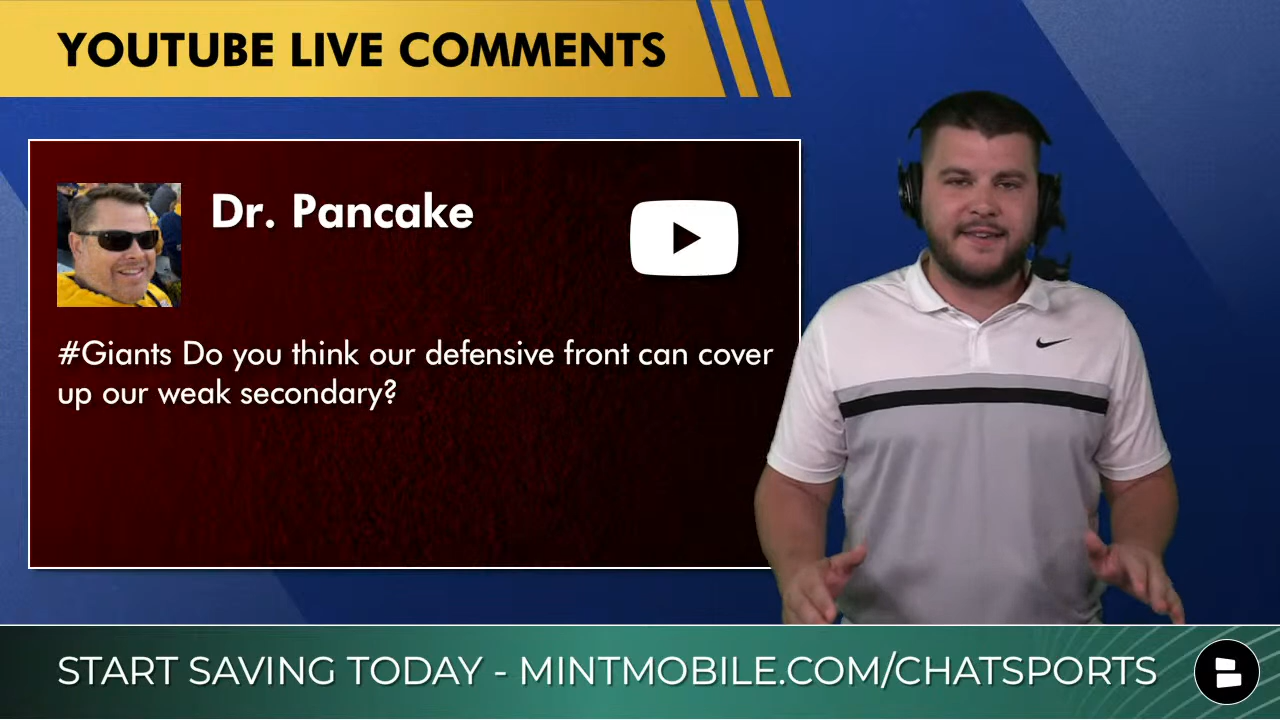 YOUTUBE LIVE COMMENTS
Dr. Pancake
#Giants Do you think our defensive front can cover
up our weak secondary?
START SAVING TODAY - MINTMOBILE.COM/CHATSPORTS